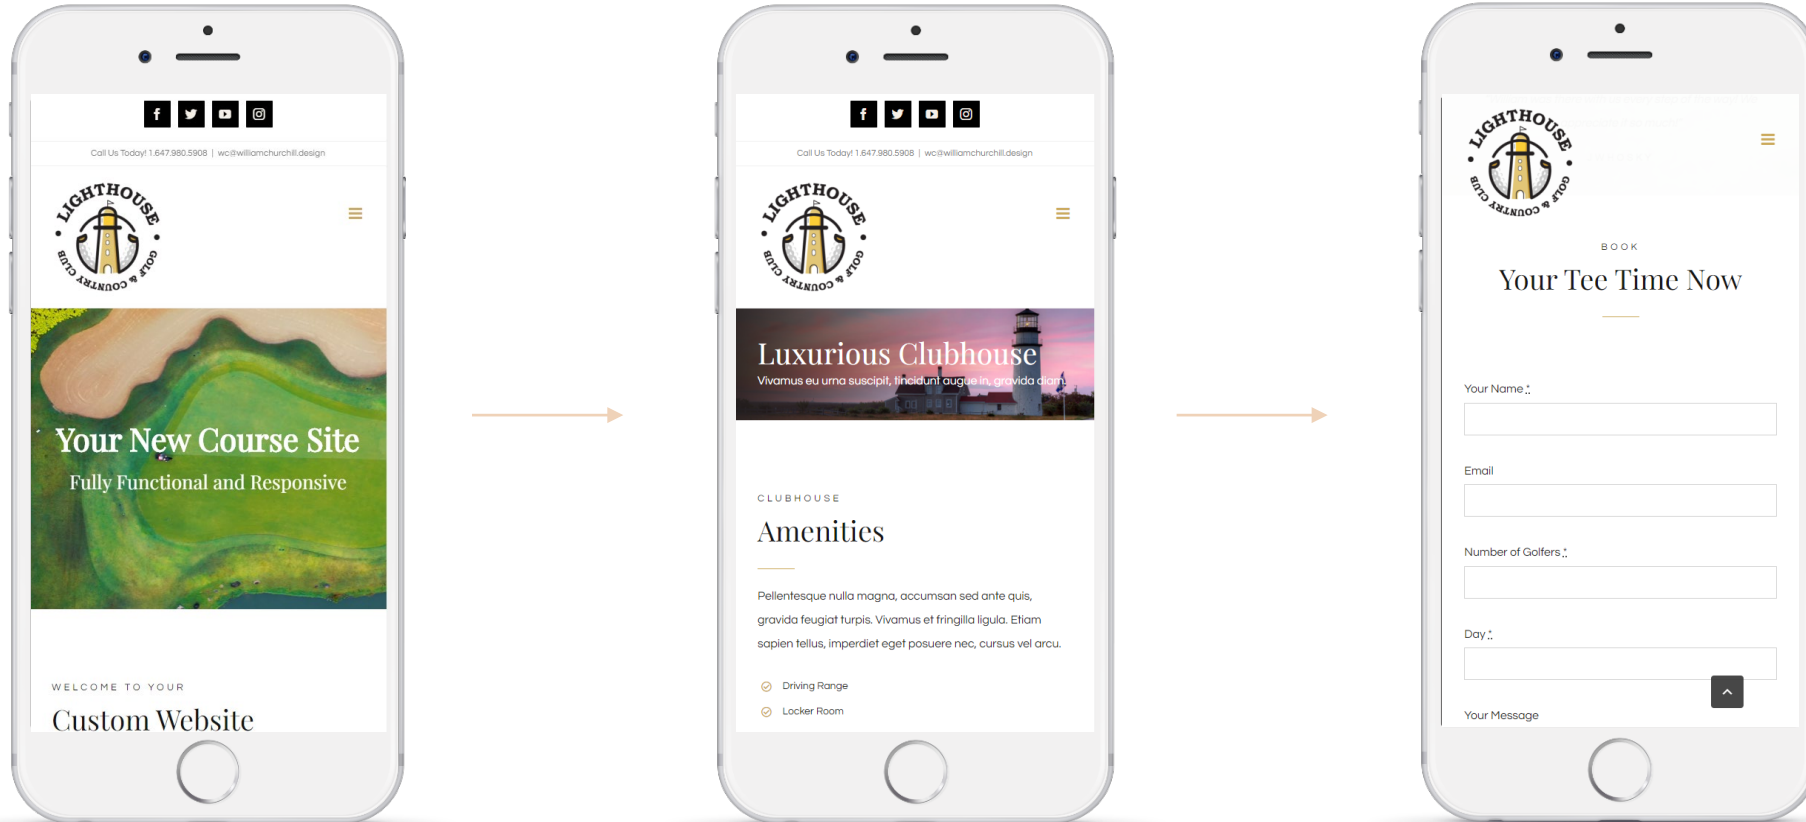 Call Us Today! 1.647.980.5908 | wc@williamchurchill.design
LIGHTHOUSE
GOLF & COUNTRY CLUB
Your New Course Site
Fully Functional and Responsive
WELCOME TO YOUR
Custom Website
Call Us Today! 1.647.980.5908 | wc@williamchurchill.design
LIGHTHOUSE
GOLF & COUNTRY CLUB
Luxurious Clubhouse
Vivamus eu urna suscipit, tincidunt augue in, gravida diam.
CLUBHOUSE
Amenities
Pellentesque nulla magna, accumsan sed ante quis,
gravida feugiat turpis. Vivamus et fringilla ligula. Etiam
sapien tellus, imperdiet eget posuere nec, cursus vel arcu.
Driving Range
Locker Room
LIGHTHOUSE
GOLF & COUNTRY CLUB
BOOK
Your Tee Time Now
Your Name *
Email
Number of Golfers *
Day *
Your Message